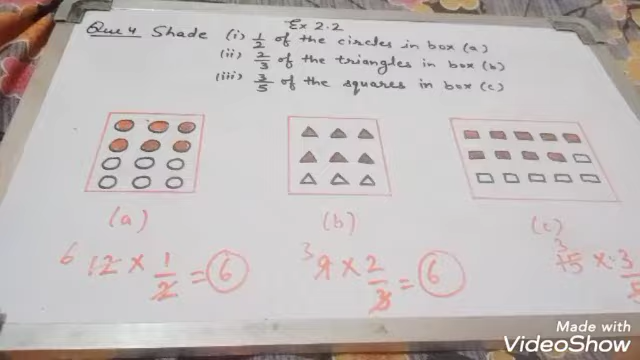 Ex 2.2
Que 4 Shade (i) 1/2 of the circles in box (a)
(ii) 2/3 of the triangles in box (b)
(iii) 3/5 of the squares in box (c)
(a) (b) (c)
6 12 × 1/2 = 6
3 9 × 2/3 = 6
3 15 × 3/5
Made with
VideoShow